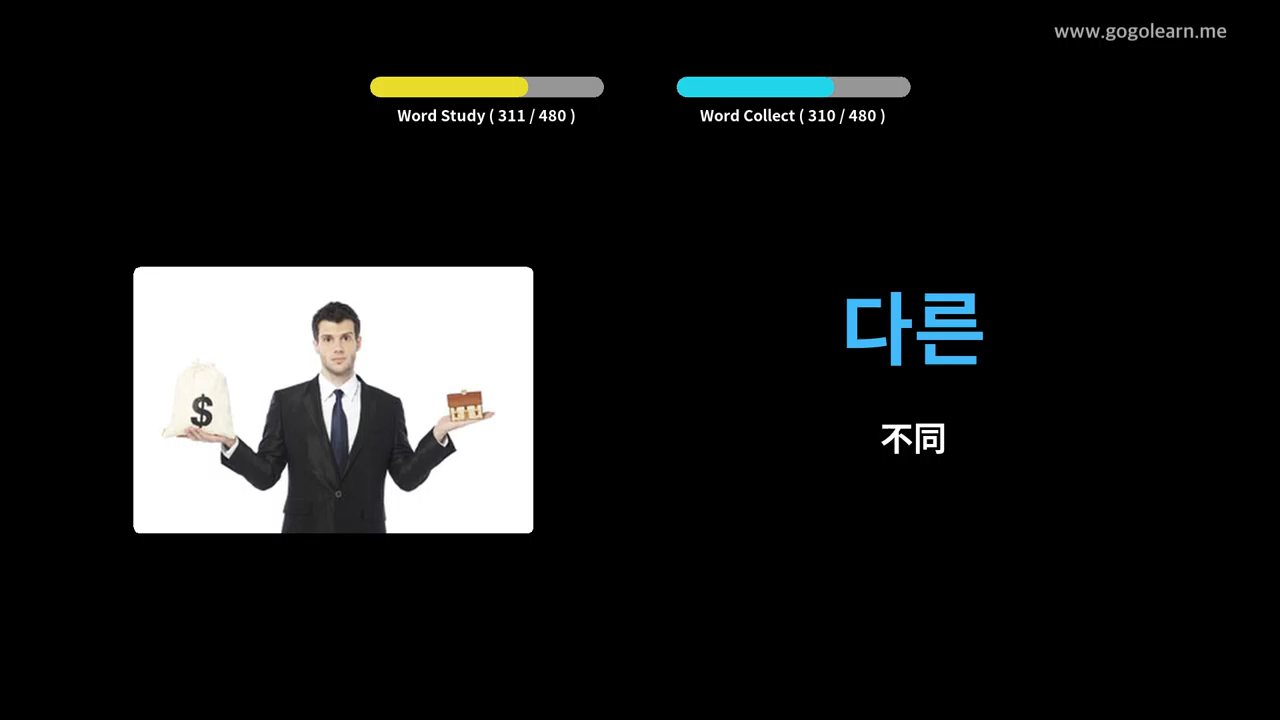 www.gogolearn.me
Word Study ( 311 / 480 )
Word Collect ( 310 / 480 )
$
다른
不同